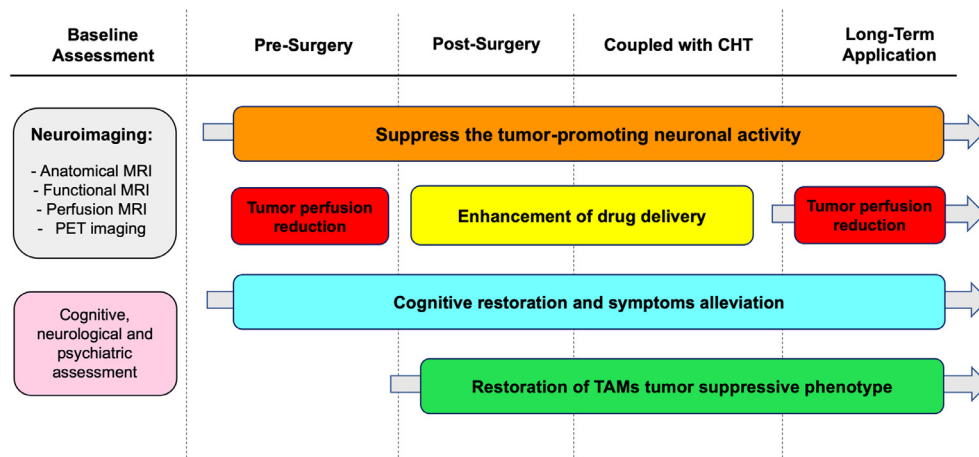 Baseline
Assessment
Pre-Surgery
Post-Surgery
Coupled with CHT
Long-Term
Application
Neuroimaging:
- Anatomical MRI
- Functional MRI
- Perfusion MRI
- PET imaging
Suppress the tumor-promoting neuronal activity
Tumor perfusion
reduction
Enhancement of drug delivery
Tumor perfusion
reduction
Cognitive,
neurological and
psychiatric
assessment
Cognitive restoration and symptoms alleviation
Restoration of TAMs tumor suppressive phenotype